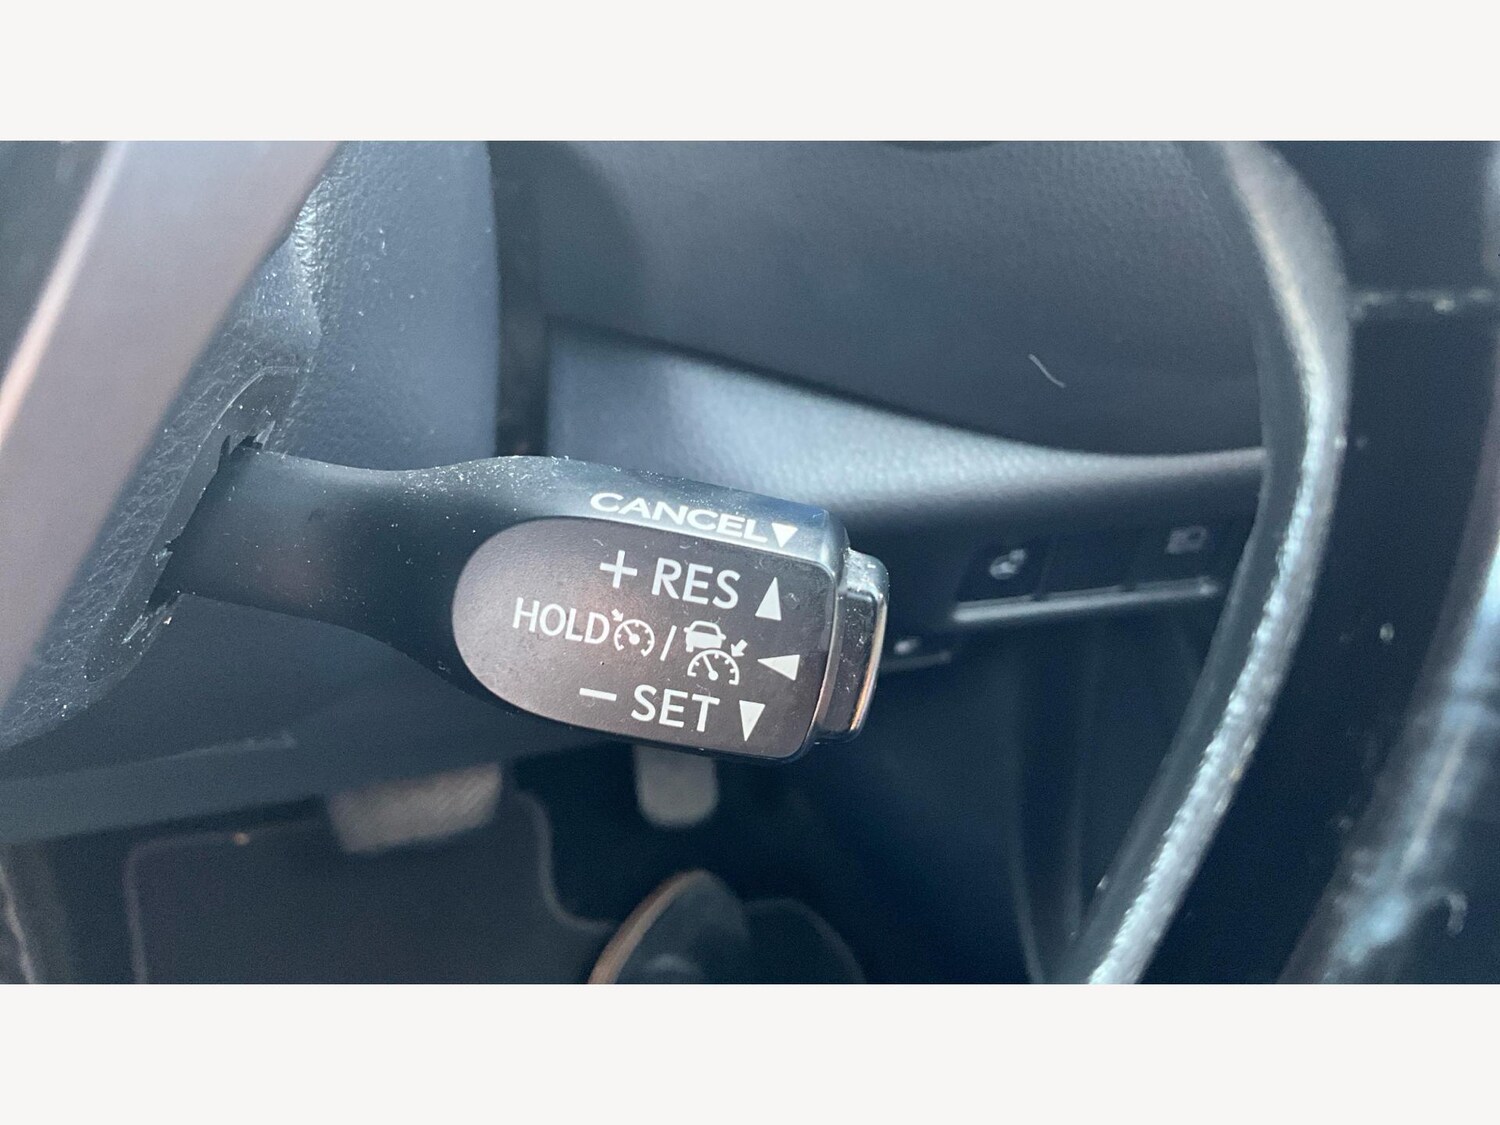 CANCEL▼
+ RES ▲
HOLD / ◀
− SET ▼